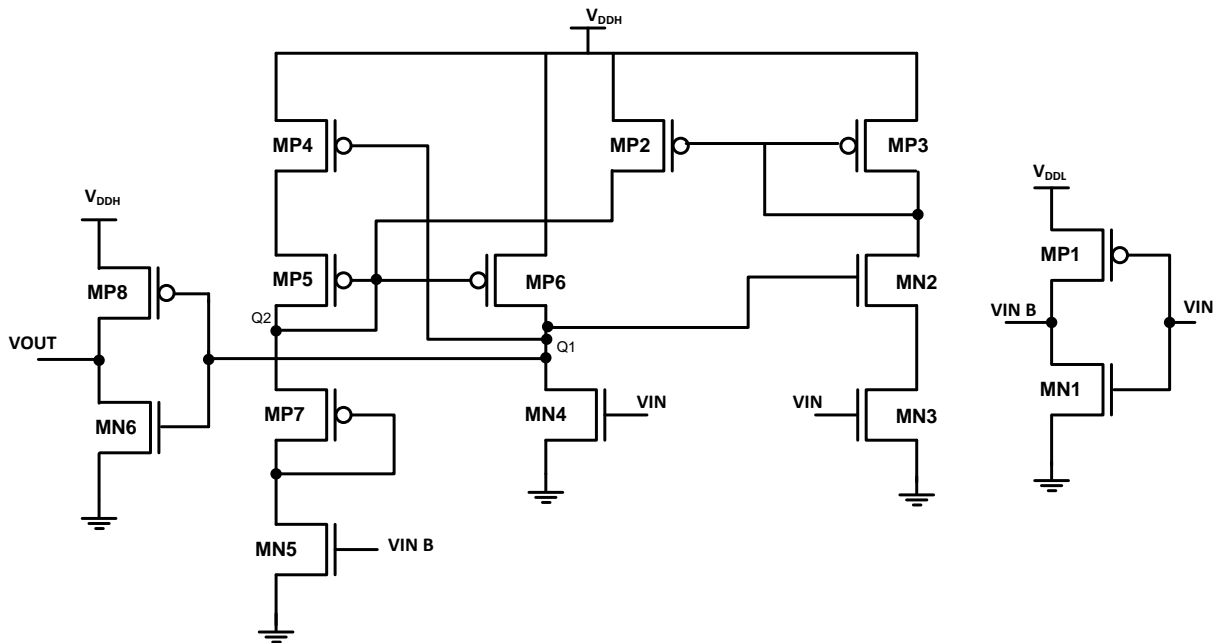 VDDH
MP4
MP2
MP3
VDDH
VDDL
MP8
MP5
MP6
MN2
MP1
VIN B
VIN
Q2
Q1
VOUT
MN6
MP7
MN4
VIN
VIN
MN3
MN1
MN5
VIN B